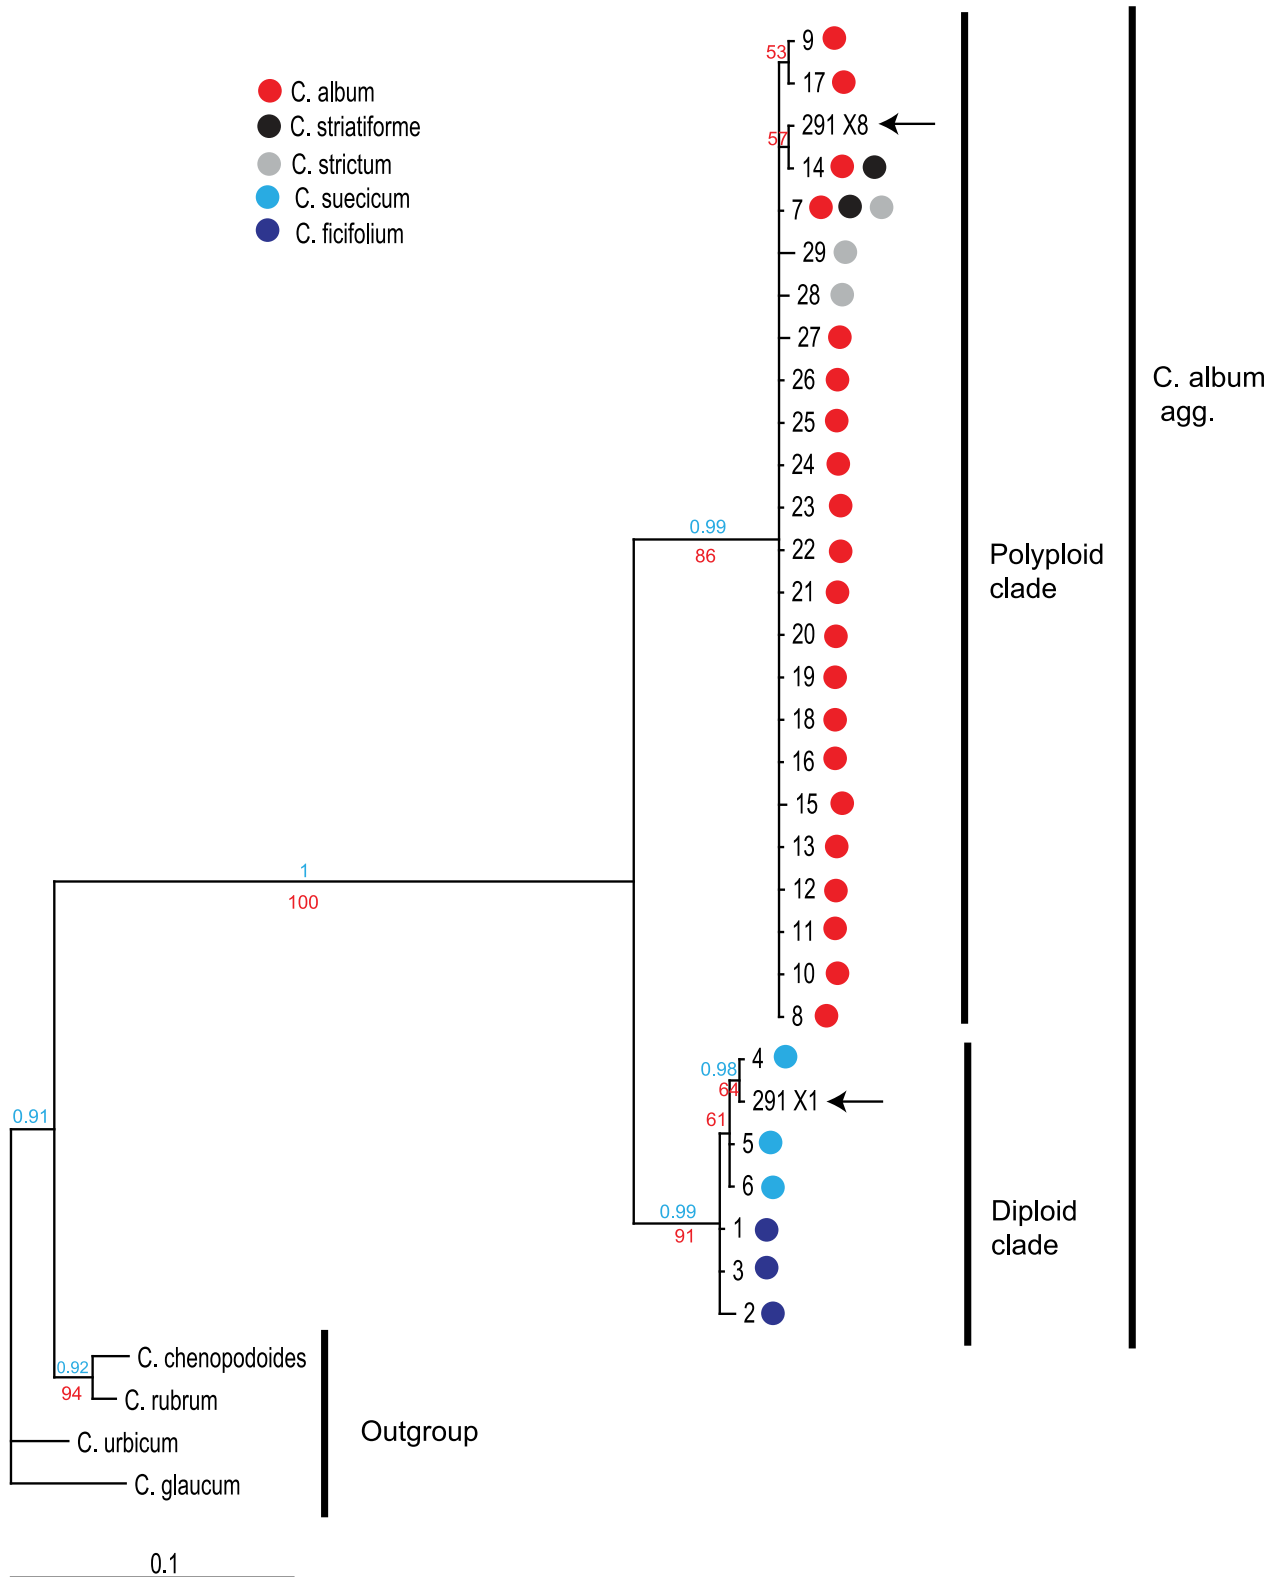 C. album
C. striatiforme
C. strictum
C. suecicum
C. ficifolium
53
9
17
57
291 X8
14
7
29
28
27
26
25
24
23
22
21
20
19
18
16
15
13
12
11
10
8
0.99
86
Polyploid
clade
C. album
agg.
1
100
0.98
64
4
291 X1
61
5
6
0.99
91
1
3
2
Diploid
clade
0.91
0.92
94
C. chenopodoides
C. rubrum
C. urbicum
C. glaucum
Outgroup
0.1